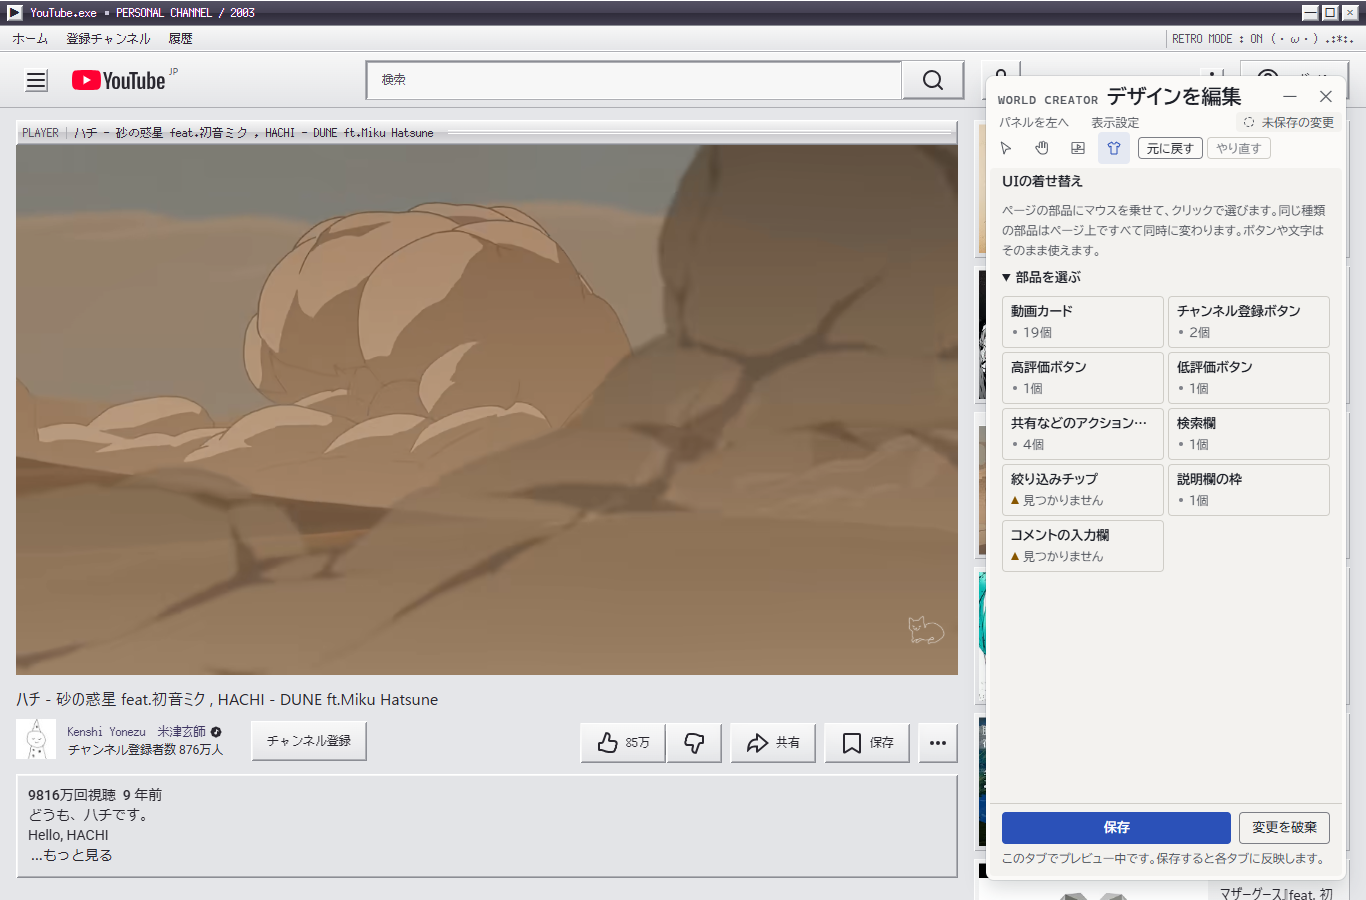 YouTube.exe ▪ PERSONAL CHANNEL / 2003
ホーム 登録チャンネル 履歴
RETRO MODE : ON (・ω・) .:*:.
YouTube JP
検索
WORLD CREATOR デザインを編集
パネルを左へ 表示設定 未保存の変更
元に戻す やり直す
PLAYER ハチ - 砂の惑星 feat.初音ミク , HACHI - DUNE ft.Miku Hatsune
UIの着せ替え
ページの部品にマウスを乗せて、クリックで選びます。同じ種類
の部品はページ上ですべて同時に変わります。ボタンや文字は
そのまま使えます。
▼ 部品を選ぶ
動画カード
• 19個
チャンネル登録ボタン
• 2個
高評価ボタン
• 1個
低評価ボタン
• 1個
共有などのアクション…
• 4個
検索欄
• 1個
絞り込みチップ
▲ 見つかりません
説明欄の枠
• 1個
コメントの入力欄
▲ 見つかりません
保存 変更を破棄
このタブでプレビュー中です。保存すると各タブに反映します。
ハチ - 砂の惑星 feat.初音ミク , HACHI - DUNE ft.Miku Hatsune
Kenshi Yonezu 米津玄師
チャンネル登録者数 876万人
チャンネル登録
85万
共有
保存
9816万回視聴 9 年前
どうも、ハチです。
Hello, HACHI
...もっと見る
マザーグース』feat. 初